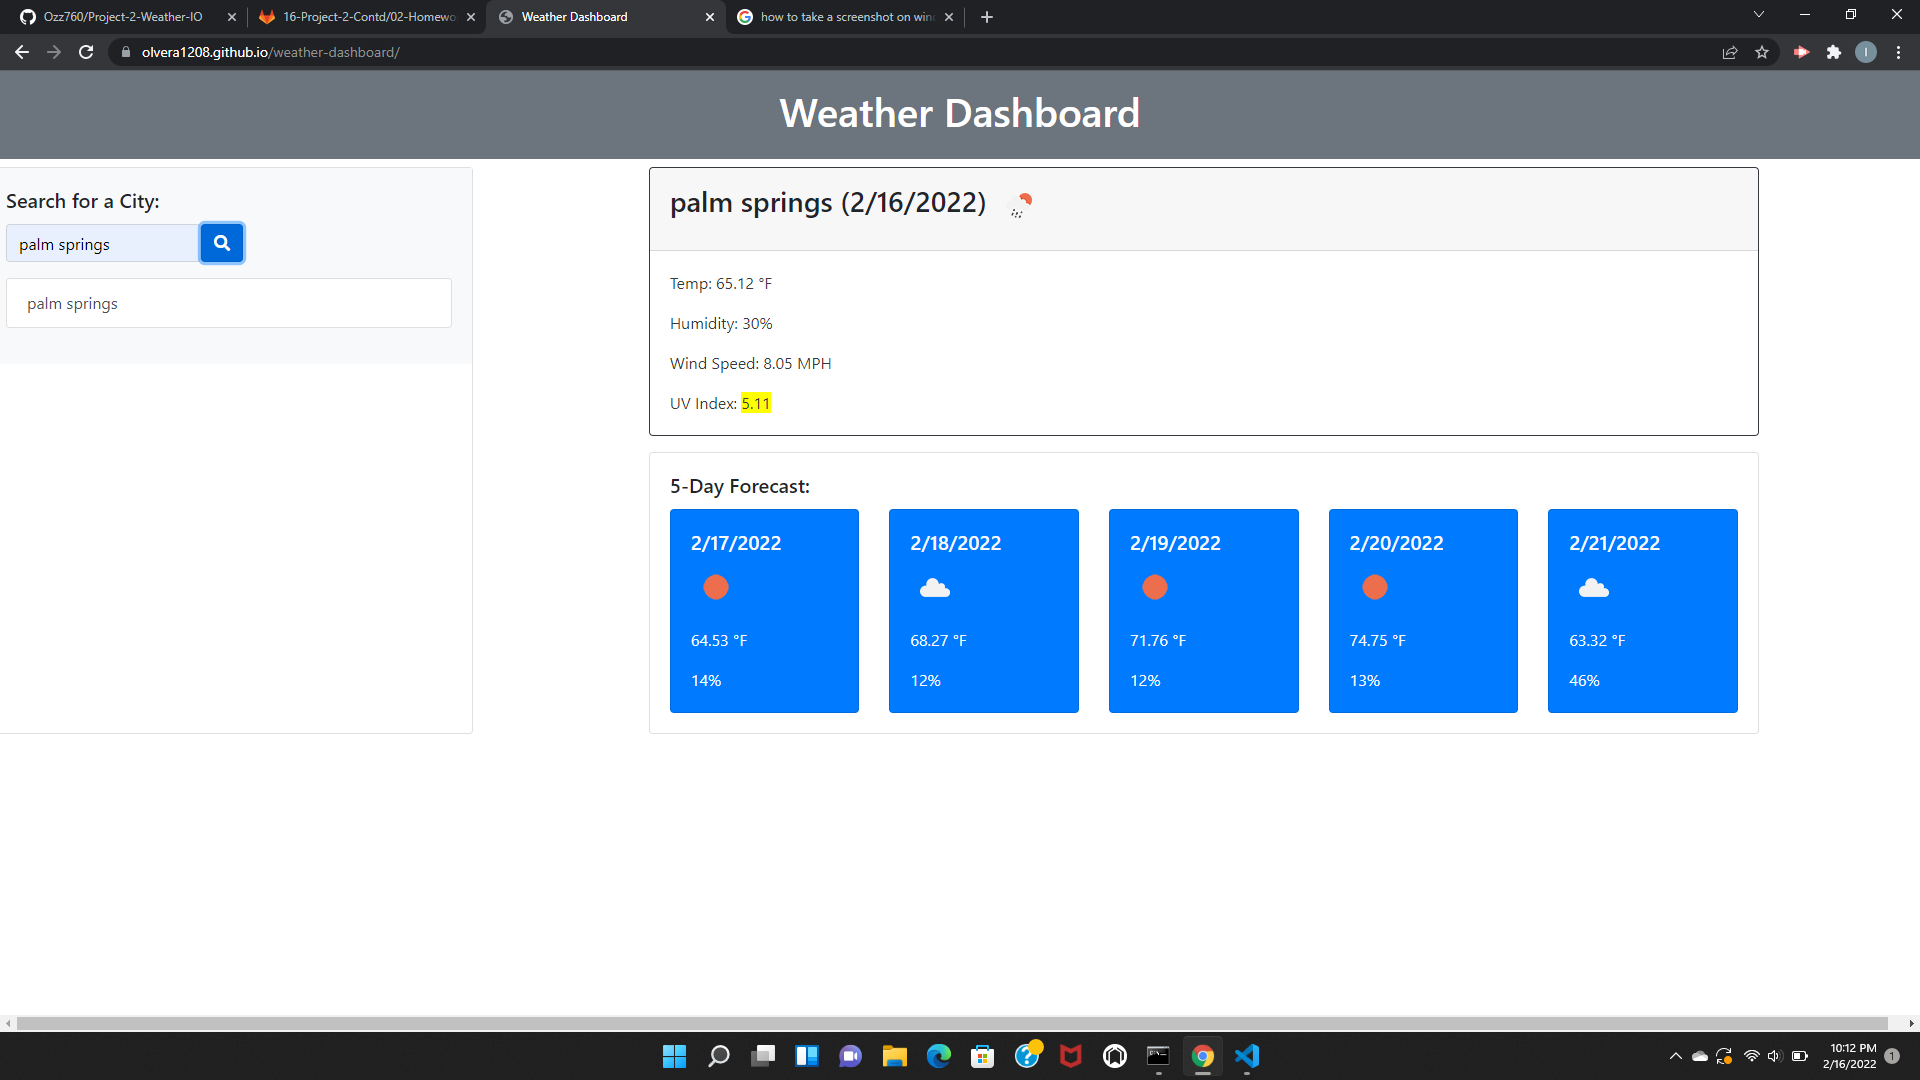 Ozz760/Project-2-Weather-IO
16-Project-2-Contd/02-Homewo
Weather Dashboard
how to take a screenshot on win
olvera1208.github.io/weather-dashboard/
I
Weather Dashboard
Search for a City:
palm springs
palm springs
palm springs (2/16/2022)
Temp: 65.12 °F
Humidity: 30%
Wind Speed: 8.05 MPH
UV Index: 5.11
5-Day Forecast:
2/17/2022
64.53 °F
14%
2/18/2022
68.27 °F
12%
2/19/2022
71.76 °F
12%
2/20/2022
74.75 °F
13%
2/21/2022
63.32 °F
46%
10:12 PM
2/16/2022
1